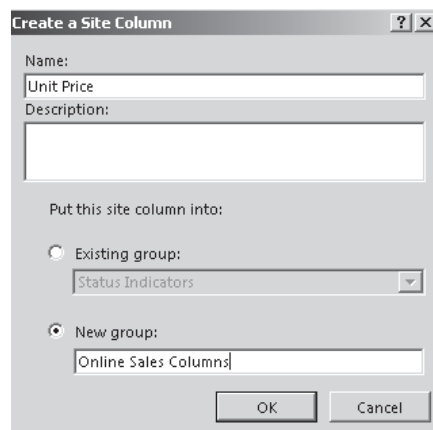 Create a Site Column
Name:
Unit Price
Description:
Put this site column into:
Existing group:
Status Indicators
New group:
Online Sales Columns
OK Cancel